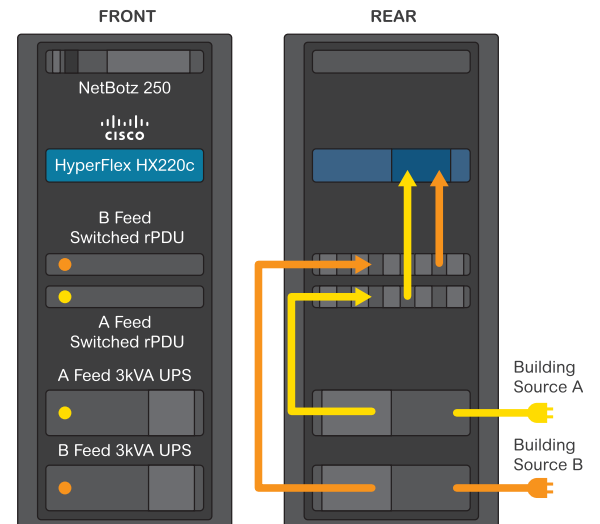 FRONT
REAR
NetBotz 250
CISCO
HyperFlex HX220c
B Feed
Switched rPDU
A Feed
Switched rPDU
A Feed 3kVA UPS
B Feed 3kVA UPS
Building
Source A
Building
Source B